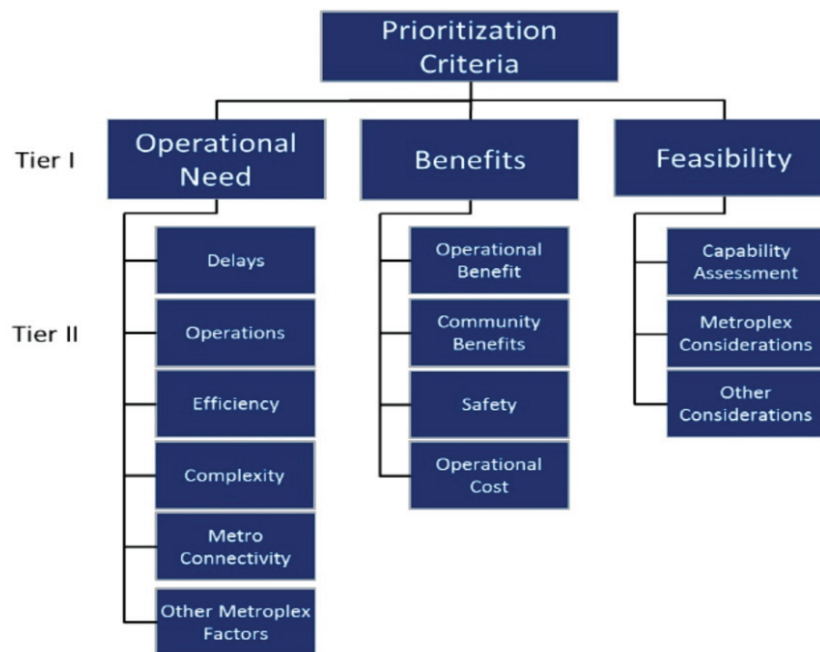 Prioritization
Criteria
Tier I
Operational
Need
Benefits
Feasibility
Tier II
Delays
Operations
Efficiency
Complexity
Metro
Connectivity
Other Metroplex
Factors
Operational
Benefit
Community
Benefits
Safety
Operational
Cost
Capability
Assessment
Metroplex
Considerations
Other
Considerations